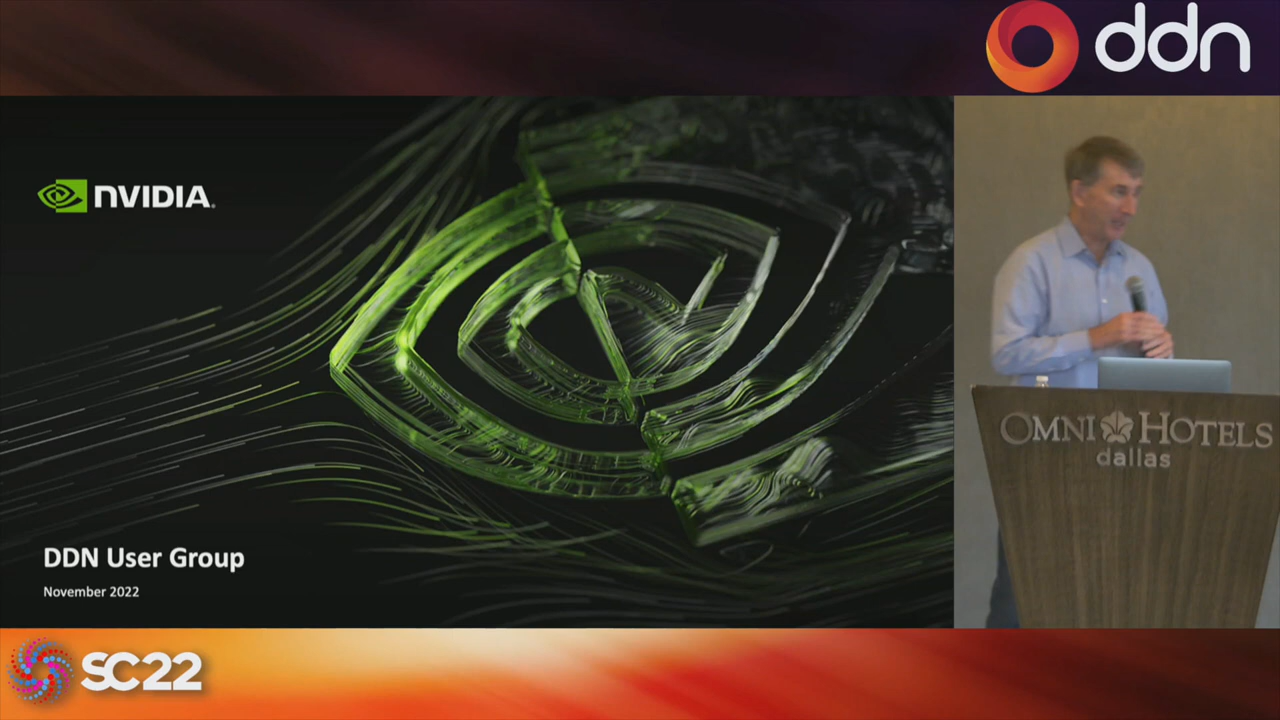 ddn
NVIDIA.
OMNI HOTELS
dallas
DDN User Group
November 2022
SC22